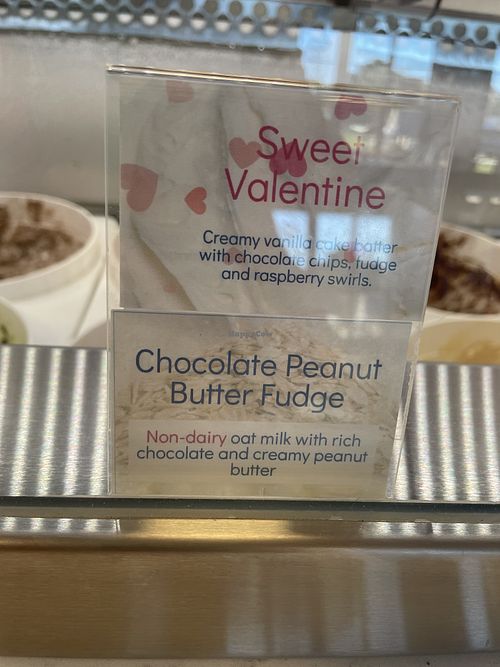 Sweet
Valentine
Creamy vanilla cake batter
with chocolate chips, fudge
and raspberry swirls.
HappyCow
Chocolate Peanut
Butter Fudge
Non-dairy oat milk with rich
chocolate and creamy peanut
butter